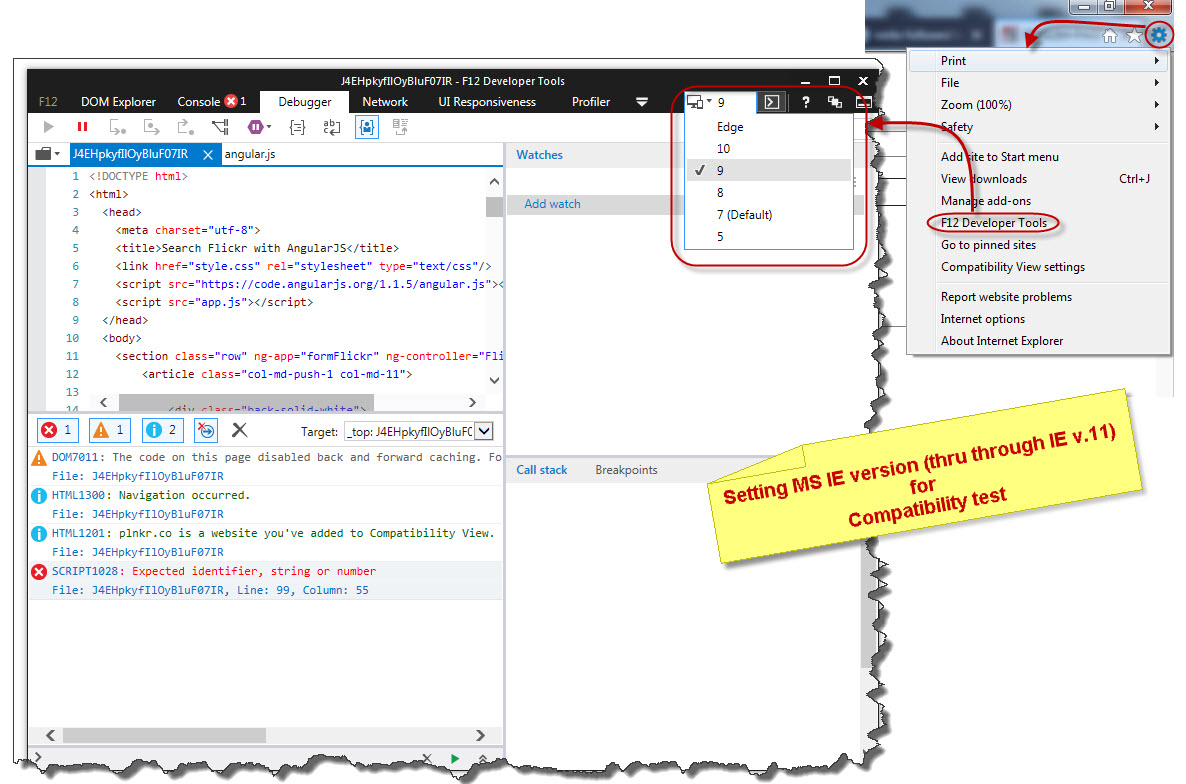 Print
File
Zoom (100%)
Safety
Add site to Start menu
View downloads Ctrl+J
Manage add-ons
F12 Developer Tools
Go to pinned sites
Compatibility View settings
Report website problems
Internet options
About Internet Explorer
J4EHpkyfIlOyBluF07IR - F12 Developer Tools
F12 DOM Explorer Console 1 Debugger Network UI Responsiveness Profiler 9 ?
Edge
10
9
8
7 (Default)
5
J4EHpkyfIlOyBluF07IR angular.js
1 <!DOCTYPE html>
2 <html>
3 <head>
4 <meta charset="utf-8">
5 <title>Search Flickr with AngularJS</title>
6 <link href="style.css" rel="stylesheet" type="text/css"/>
7 <script src="https://code.angularjs.org/1.1.5/angular.js"><
8 <script src="app.js"></script>
9 </head>
10 <body>
11 <section class="row" ng-app="formFlickr" ng-controller="Fli
12 <article class="col-md-push-1 col-md-11">
13
14 <div class="back-solid-white">
Watches
Add watch
1 1 2 Target: _top: J4EHpkyfIlOyBluFC
DOM7011: The code on this page disabled back and forward caching. Fo
File: J4EHpkyfIlOyBluF07IR
HTML1300: Navigation occurred.
File: J4EHpkyfIlOyBluF07IR
HTML1201: plnkr.co is a website you've added to Compatibility View.
File: J4EHpkyfIlOyBluF07IR
SCRIPT1028: Expected identifier, string or number
File: J4EHpkyfIlOyBluF07IR, Line: 99, Column: 55
Call stack Breakpoints
Setting MS IE version (thru through IE v.11)
for
Compatibility test